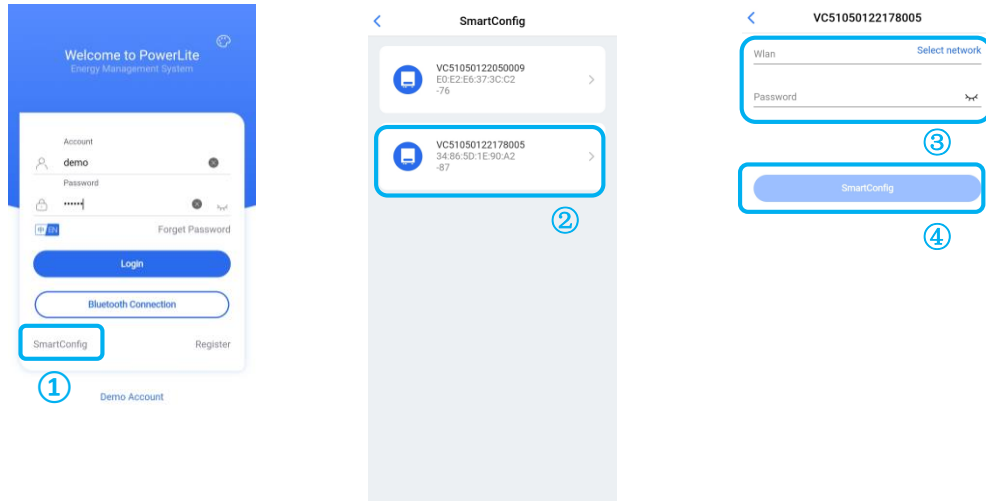 Welcome to PowerLite
Energy Management System
Account
demo
Password
••••••
中 EN
Forget Password
Login
Bluetooth Connection
SmartConfig
Register
①
Demo Account
SmartConfig
VC51050122050009
E0:E2:E6:37:3C:C2
-76
VC51050122178005
34:86:5D:1E:90:A2
-87
②
VC51050122178005
Wlan
Select network
Password
③
SmartConfig
④